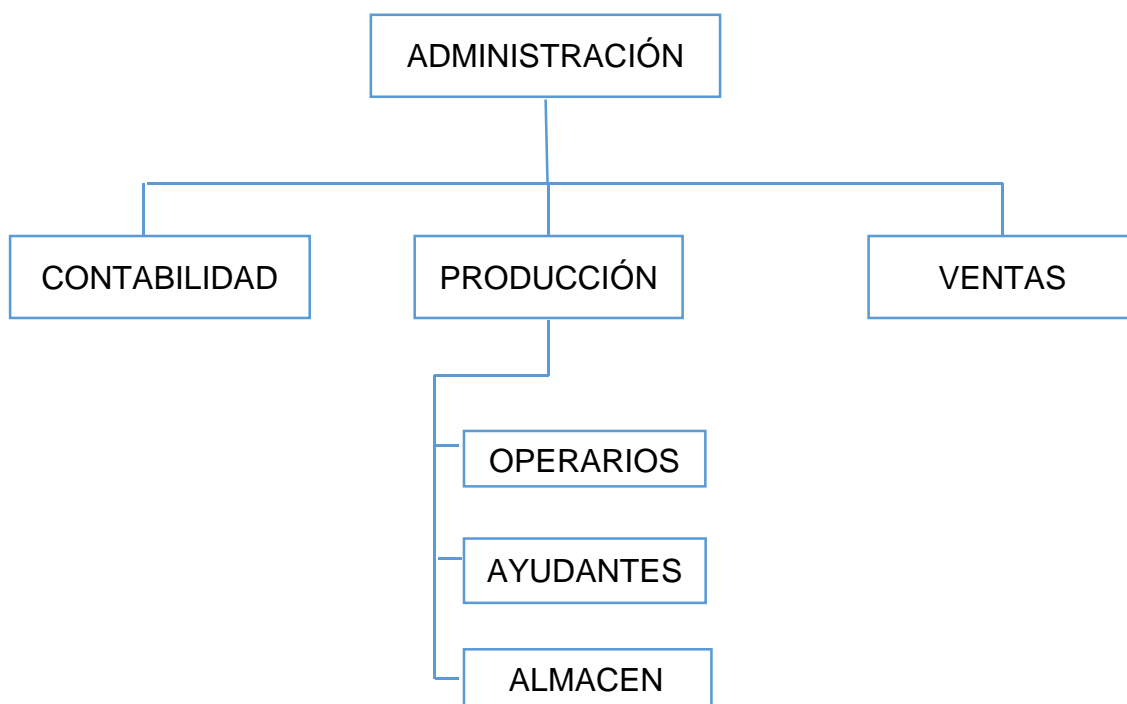 ADMINISTRACIÓN
CONTABILIDAD
PRODUCCIÓN
VENTAS
OPERARIOS
AYUDANTES
ALMACEN